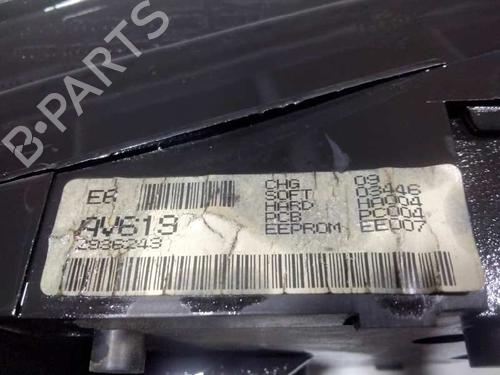 B-PARTS
E6
AV619
2936243
CHG 09
SOFT 03446
HARD HA004
PCB PC004
EEPROM EE007